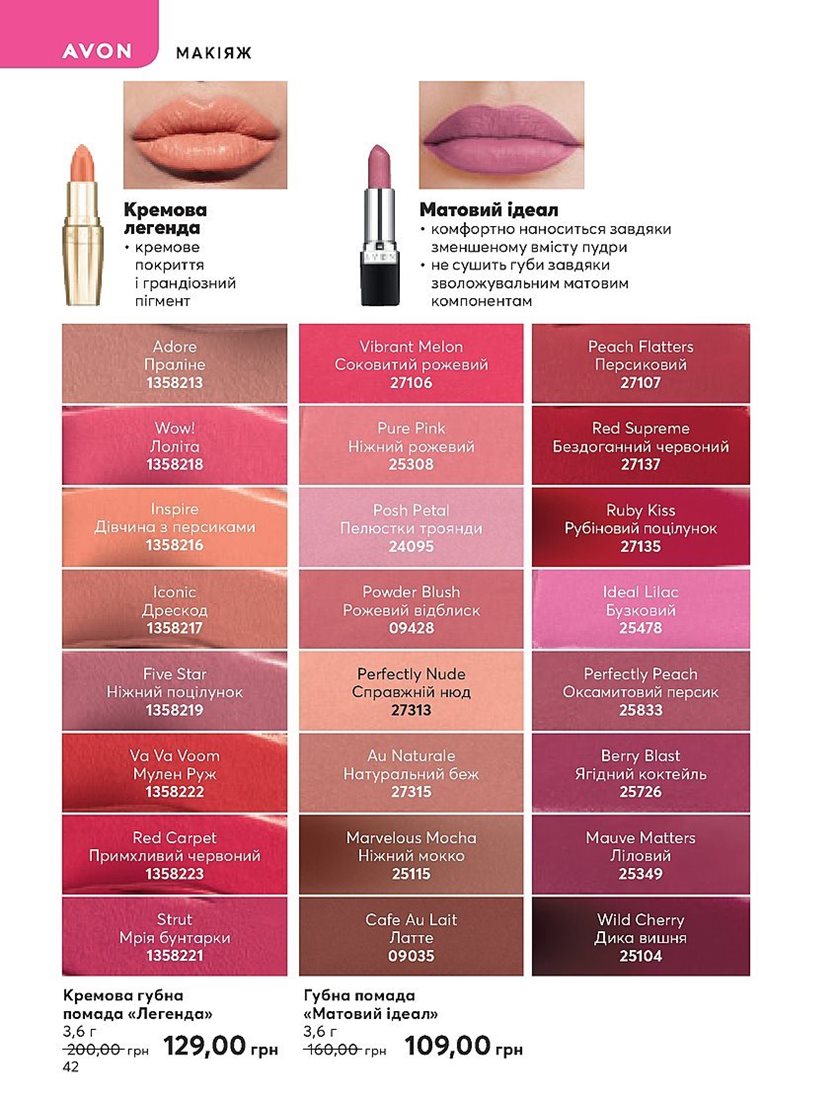 AVON
МАКІЯЖ
Кремова
легенда
• кремове
покриття
і грандіозний
пігмент
AVON
Матовий ідеал
• комфортно наноситься завдяки
зменшеному вмісту пудри
• не сушить губи завдяки
зволожувальним матовим
компонентам
Adore
Праліне
1358213
Wow!
Лоліта
1358218
Inspire
Дівчина з персиками
1358216
Iconic
Дрескод
1358217
Five Star
Ніжний поцілунок
1358219
Va Va Voom
Мулен Руж
1358222
Red Carpet
Примхливий червоний
1358223
Strut
Мрія бунтарки
1358221
Vibrant Melon
Соковитий рожевий
27106
Pure Pink
Ніжний рожевий
25308
Posh Petal
Пелюстки троянди
24095
Powder Blush
Рожевий відблиск
09428
Perfectly Nude
Справжній нюд
27313
Au Naturale
Натуральний беж
27315
Marvelous Mocha
Ніжний мокко
25115
Cafe Au Lait
Латте
09035
Peach Flatters
Персиковий
27107
Red Supreme
Бездоганний червоний
27137
Ruby Kiss
Рубіновий поцілунок
27135
Ideal Lilac
Бузковий
25478
Perfectly Peach
Оксамитовий персик
25833
Berry Blast
Ягідний коктейль
25726
Mauve Matters
Ліловий
25349
Wild Cherry
Дика вишня
25104
Кремова губна
помада «Легенда»
3,6 г
200,00 грн 129,00 грн
Губна помада
«Матовий ідеал»
3,6 г
160,00 грн 109,00 грн
42